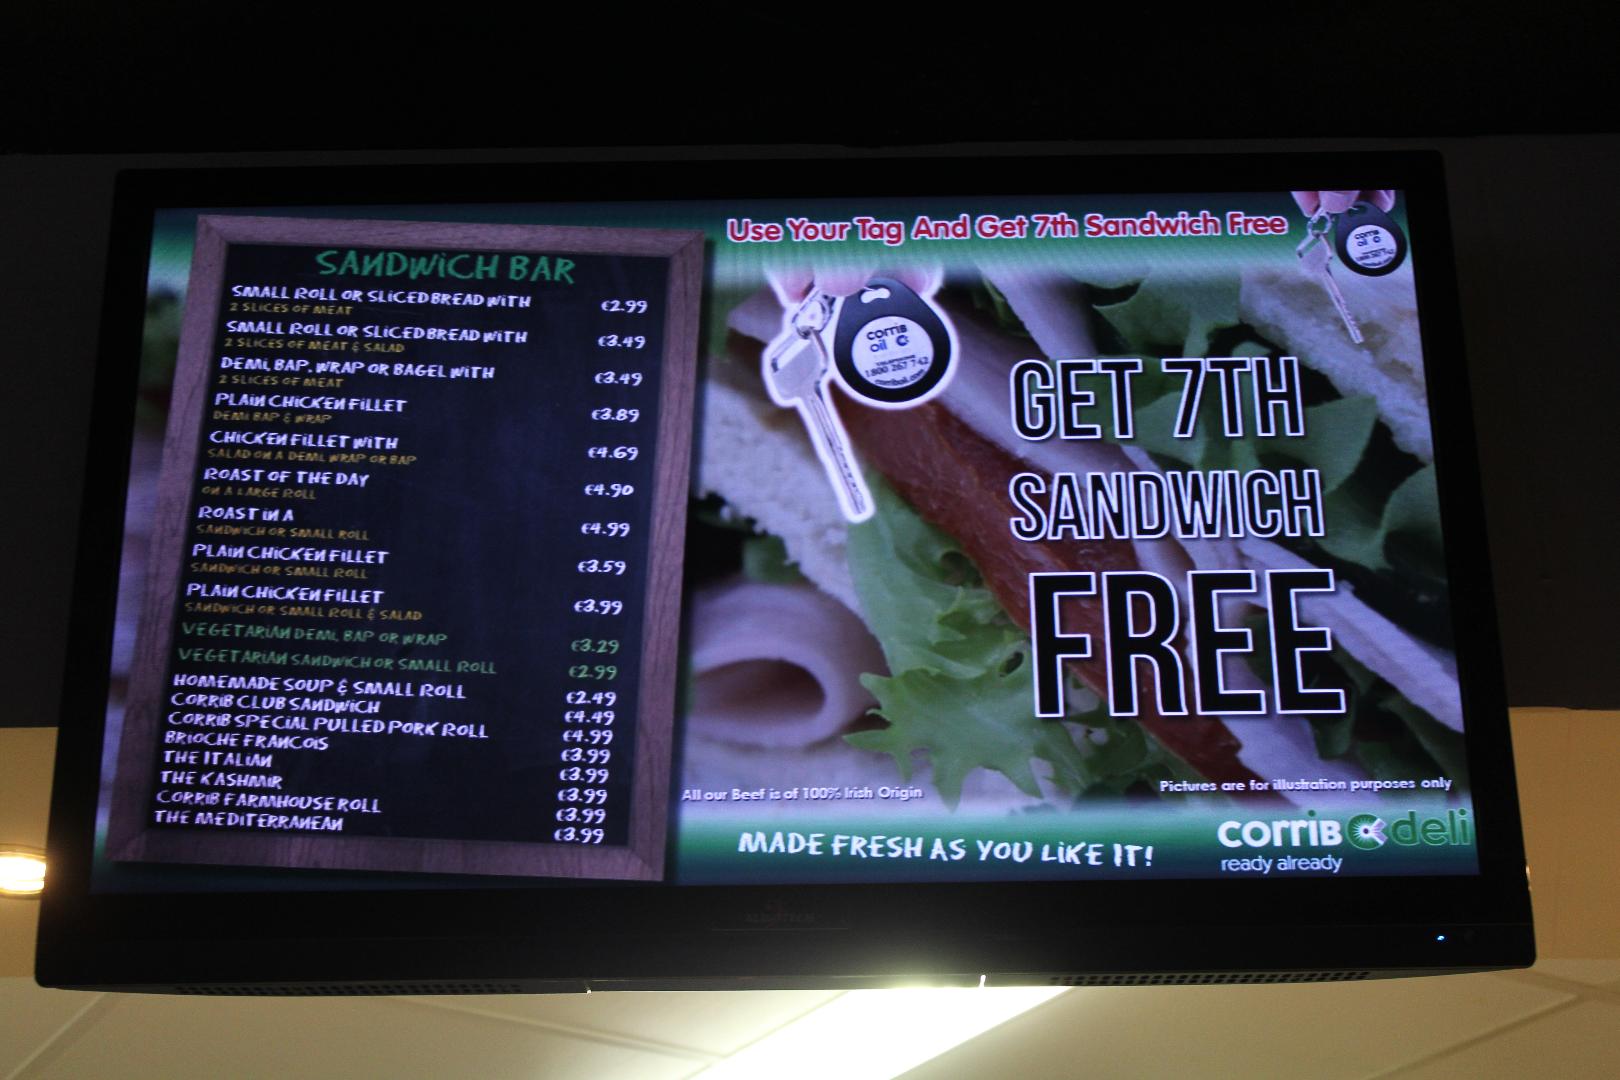 Use Your Tag And Get 7th Sandwich Free
SANDWICH BAR
SMALL ROLL OR SLICED BREAD WITH €2.99
2 SLICES OF MEAT
SMALL ROLL OR SLICED BREAD WITH €3.49
2 SLICES OF MEAT & SALAD
DEMI, BAP, WRAP OR BAGEL WITH €3.49
2 SLICES OF MEAT
PLAIN CHICKEN FILLET €3.89
DEMI BAP & WRAP
CHICKEN FILLET WITH €4.69
SALAD ON A DEMI, WRAP OR BAP
ROAST OF THE DAY €4.90
ON A LARGE ROLL
ROAST IN A €4.99
SANDWICH OR SMALL ROLL
PLAIN CHICKEN FILLET €3.59
SANDWICH OR SMALL ROLL
PLAIN CHICKEN FILLET €3.99
SANDWICH OR SMALL ROLL & SALAD
VEGETARIAN DEMI, BAP OR WRAP €3.29
VEGETARIAN SANDWICH OR SMALL ROLL €2.99
HOMEMADE SOUP & SMALL ROLL €2.49
CORRIB CLUB SANDWICH €4.49
CORRIB SPECIAL PULLED PORK ROLL €4.99
BRIOCHE FRANCOIS €3.99
THE ITALIAN €3.99
THE KASHMIR €3.99
CORRIB FARMHOUSE ROLL €3.99
THE MEDITERRANEAN €3.99
corrib
oil
1800 267 742
corriboil.com
corrib
oil
GET 7TH
SANDWICH
FREE
All our Beef is of 100% Irish Origin
Pictures are for illustration purposes only
MADE FRESH AS YOU LIKE IT!
corrib deli
ready already